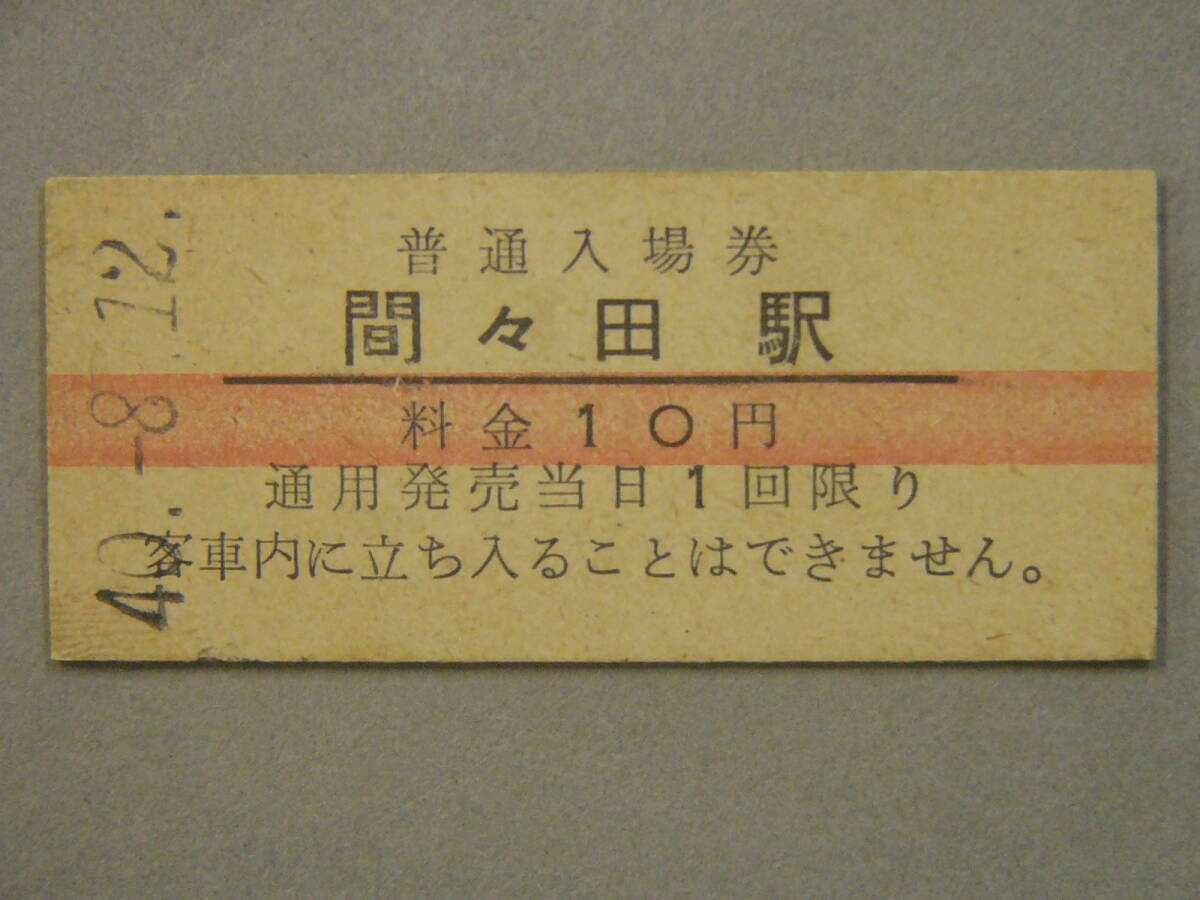 普通入場券
間々田駅
料金10円
通用発売当日1回限り
客車内に立ち入ることはできません。
40.-8.12.